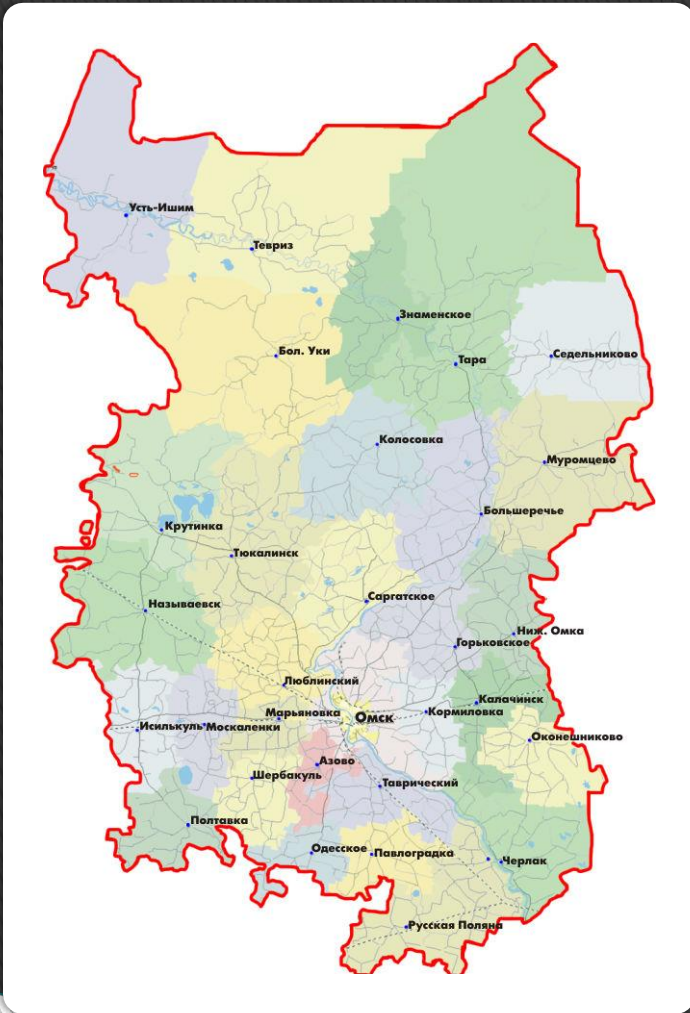 Усть-Ишим
Тевриз
Знаменское
Бол. Уки
Тара
Седельниково
Колосовка
Муромцево
Большеречье
Крутинка
Тюкалинск
Саргатское
Называевск
Ниж. Омка
Горьковское
Люблинский
Калачинск
Марьяновка
Омск
Кормиловка
Исилькуль
Москаленки
Оконешниково
Азово
Шербакуль
Таврический
Полтавка
Одесское
Павлоградка
Черлак
Русская Поляна